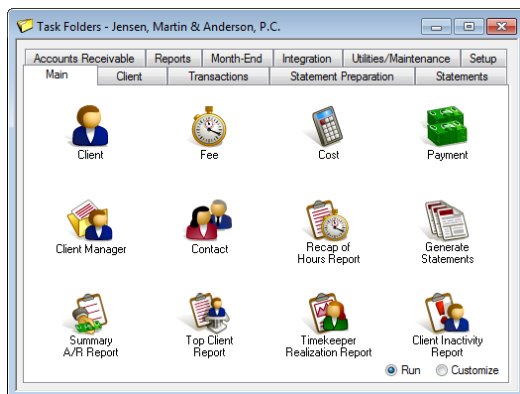 Task Folders - Jensen, Martin & Anderson, P.C.
Accounts Receivable Reports Month-End Integration Utilities/Maintenance Setup
Main Client Transactions Statement Preparation Statements
Client Fee Cost Payment
Client Manager Contact Recap of Generate
Hours Report Statements
Summary Top Client Timekeeper Client Inactivity
A/R Report Report Realization Report Report
Run Customize